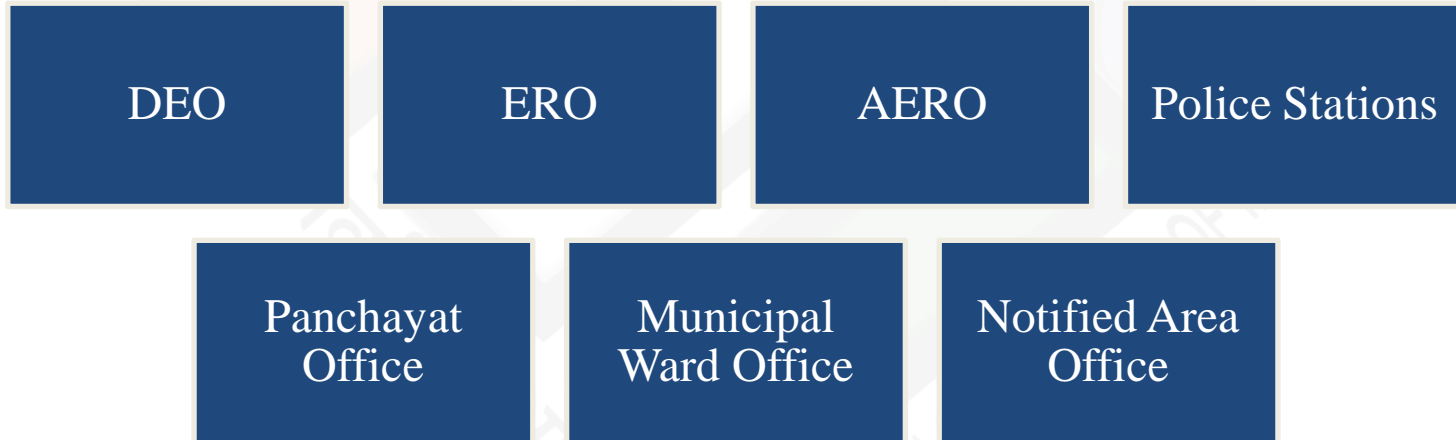 DEO
ERO
AERO
Police Stations
Panchayat
Office
Municipal
Ward Office
Notified Area
Office